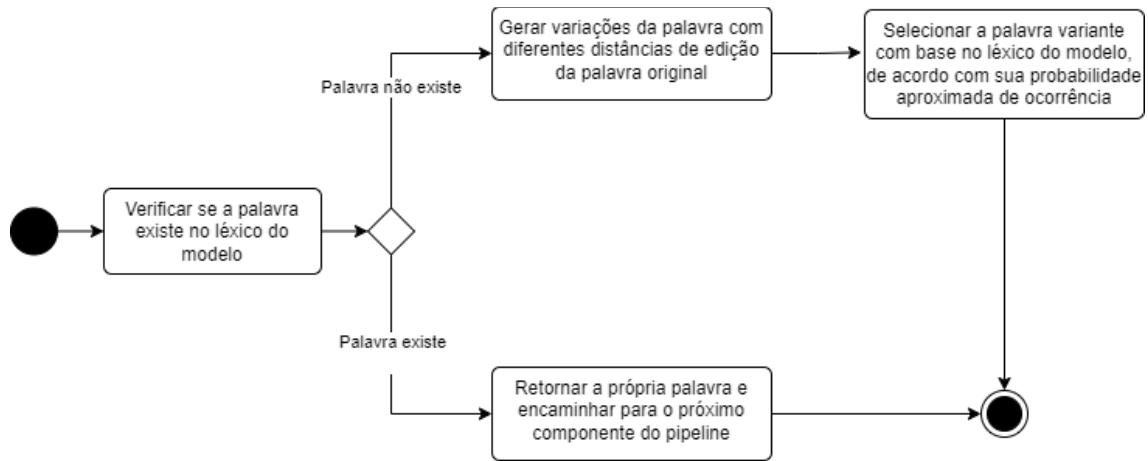 Gerar variações da palavra com
diferentes distâncias de edição
da palavra original
Selecionar a palavra variante
com base no léxico do modelo,
de acordo com sua probabilidade
aproximada de ocorrência
Palavra não existe
Verificar se a palavra
existe no léxico do
modelo
Palavra existe
Retornar a própria palavra e
encaminhar para o próximo
componente do pipeline